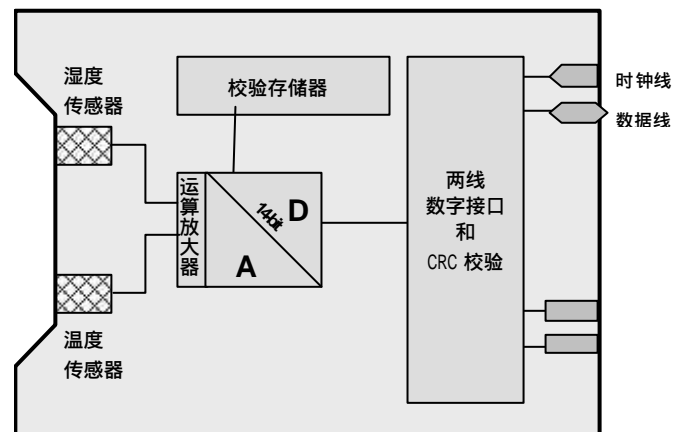 湿度
传感器
校验存储器
时钟线
数据线
运算放大器
14bit
D
A
两线
数字接口
和
CRC 校验
温度
传感器